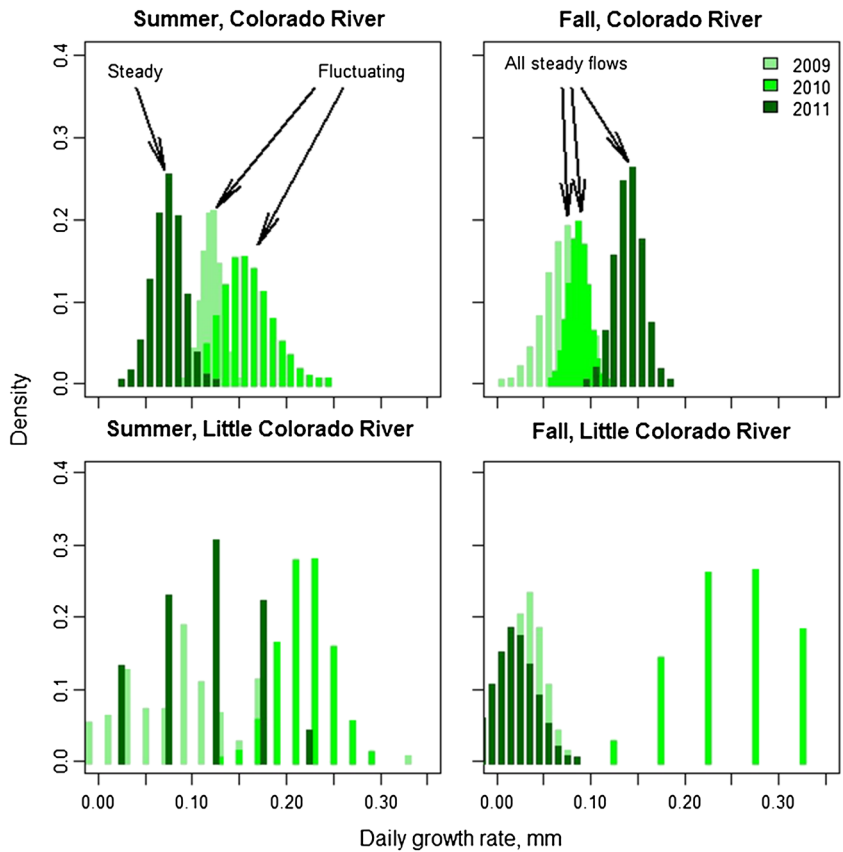 Summer, Colorado River
Fall, Colorado River
Steady
Fluctuating
All steady flows
2009
2010
2011
0.4
0.3
0.2
0.1
0.0
Density
Summer, Little Colorado River
Fall, Little Colorado River
0.4
0.3
0.2
0.1
0.0
0.00 0.10 0.20 0.30
0.00 0.10 0.20 0.30
Daily growth rate, mm